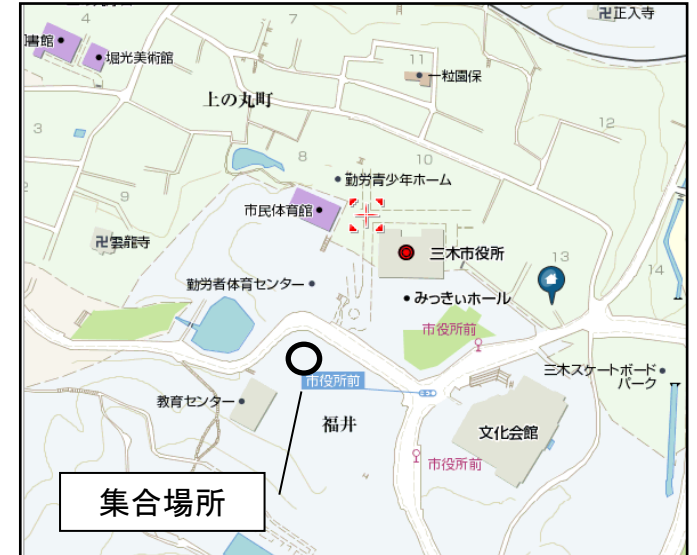 4
7
卍正入寺
書館
堀光美術館
11
一粒園保
上の丸町
3
12
8
10
勤労青少年ホーム
9
市民体育館
卍雲龍寺
三木市役所
13
14
勤労者体育センター
みっきぃホール
市役所前
市役所前
三木スケートボード
パーク
教育センター
福井
文化会館
市役所前
集合場所